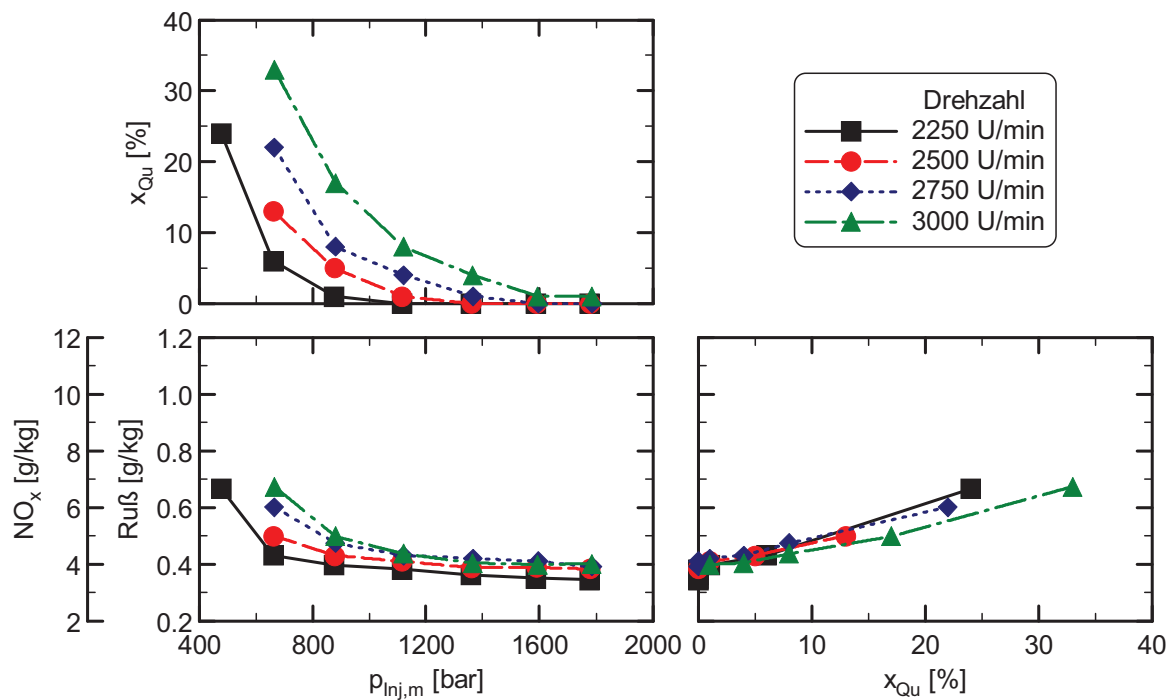 40
30
20
10
0
x_Qu [%]
Drehzahl
2250 U/min
2500 U/min
2750 U/min
3000 U/min
12
10
8
6
4
2
NO_x [g/kg]
1.2
1.0
0.8
0.6
0.4
0.2
Ruß [g/kg]
400 800 1200 1600 2000
p_Inj,m [bar]
0 10 20 30 40
x_Qu [%]